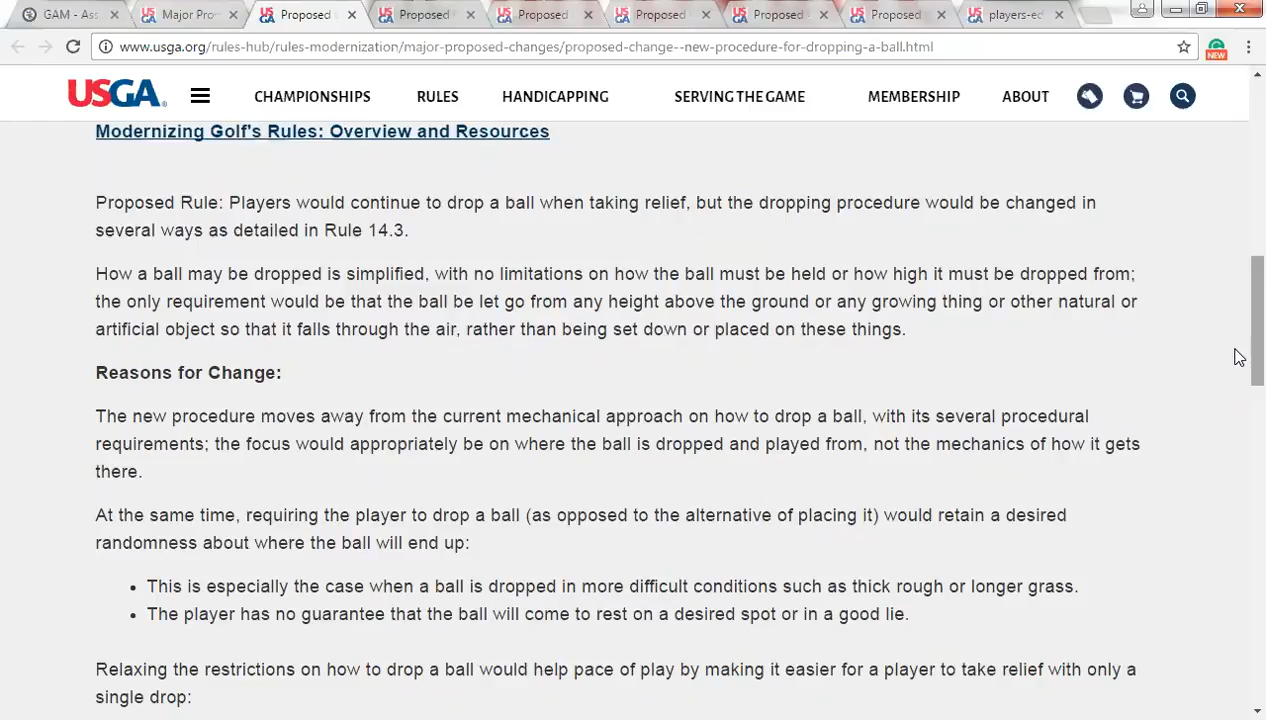 GAM - Ass
Major Pro
Proposed
Proposed
Proposed
Proposed
Proposed
Proposed
players-ed
www.usga.org/rules-hub/rules-modernization/major-proposed-changes/proposed-change--new-procedure-for-dropping-a-ball.html
NEW
USGA
CHAMPIONSHIPS RULES HANDICAPPING SERVING THE GAME MEMBERSHIP ABOUT
Modernizing Golf's Rules: Overview and Resources
Proposed Rule: Players would continue to drop a ball when taking relief, but the dropping procedure would be changed in
several ways as detailed in Rule 14.3.
How a ball may be dropped is simplified, with no limitations on how the ball must be held or how high it must be dropped from;
the only requirement would be that the ball be let go from any height above the ground or any growing thing or other natural or
artificial object so that it falls through the air, rather than being set down or placed on these things.
Reasons for Change:
The new procedure moves away from the current mechanical approach on how to drop a ball, with its several procedural
requirements; the focus would appropriately be on where the ball is dropped and played from, not the mechanics of how it gets
there.
At the same time, requiring the player to drop a ball (as opposed to the alternative of placing it) would retain a desired
randomness about where the ball will end up:
• This is especially the case when a ball is dropped in more difficult conditions such as thick rough or longer grass.
• The player has no guarantee that the ball will come to rest on a desired spot or in a good lie.
Relaxing the restrictions on how to drop a ball would help pace of play by making it easier for a player to take relief with only a
single drop: